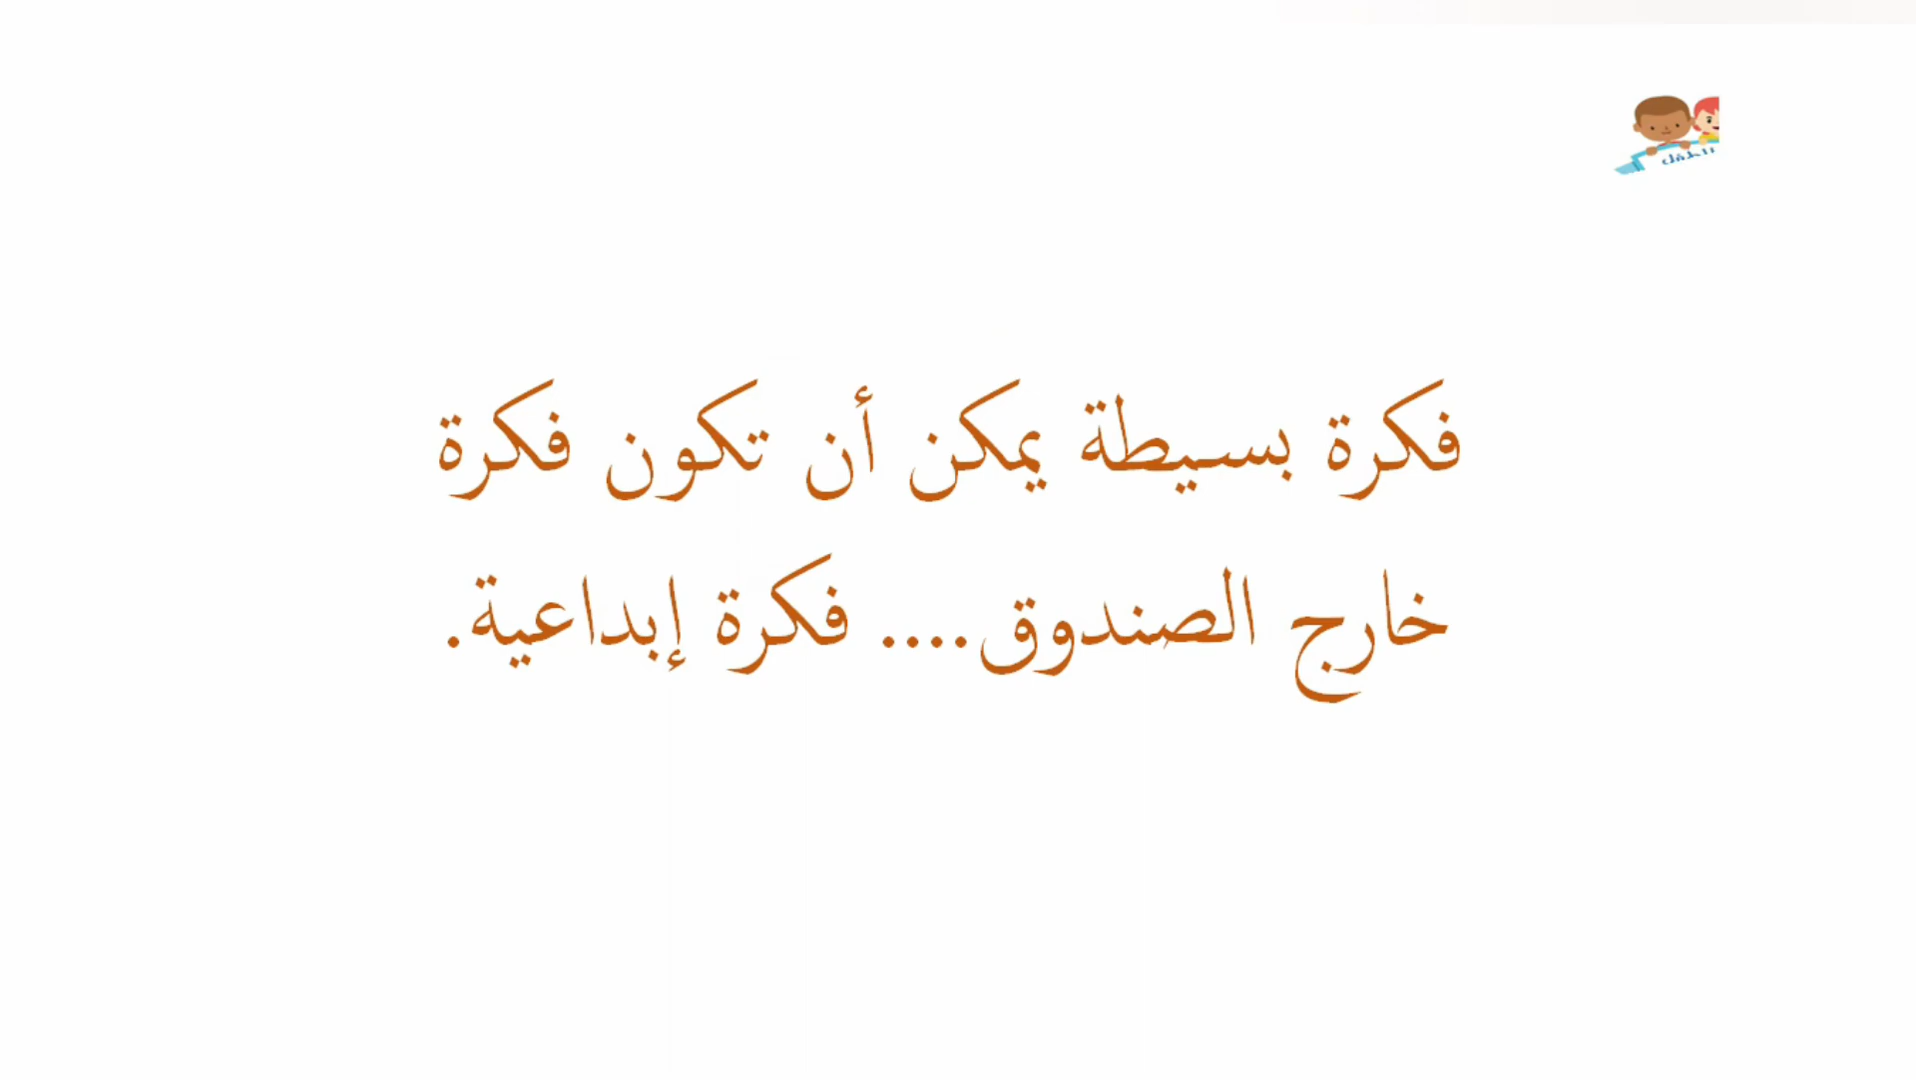 فكرة بسيطة يمكن أن تكون فكرة
خارج الصندوق.... فكرة إبداعية.